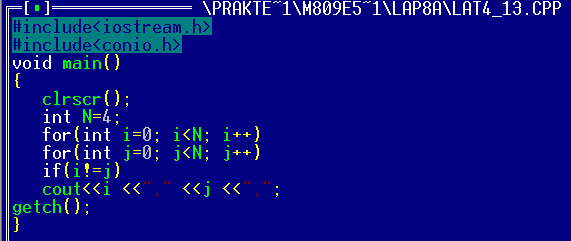 [▪] \PRAKTE~1\M809E5~1\LAP8A\LAT4_13.CPP
#include<iostream.h>
#include<conio.h>
void main()
{
   clrscr();
   int N=4;
   for(int i=0; i<N; i++)
   for(int j=0; j<N; j++)
   if(i!=j)
   cout<<i <<"," <<j <<",";
getch();
}